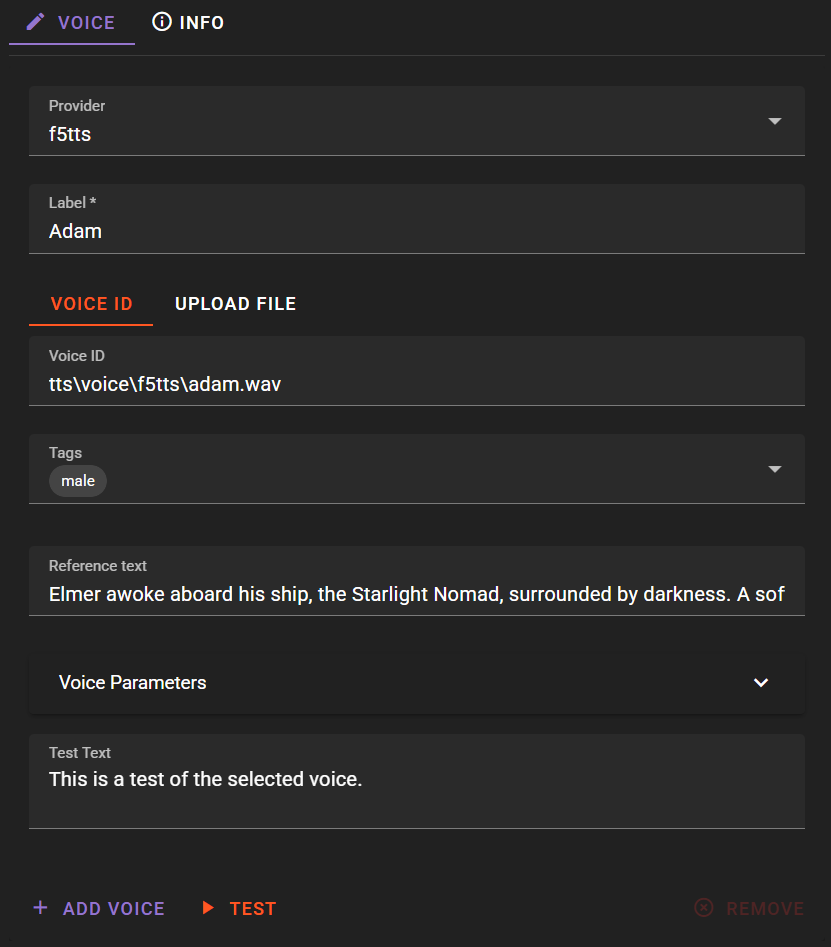 VOICE INFO
Provider
f5tts
Label *
Adam
VOICE ID UPLOAD FILE
Voice ID
tts\voice\f5tts\adam.wav
Tags
male
Reference text
Elmer awoke aboard his ship, the Starlight Nomad, surrounded by darkness. A sof
Voice Parameters
Test Text
This is a test of the selected voice.
ADD VOICE TEST REMOVE